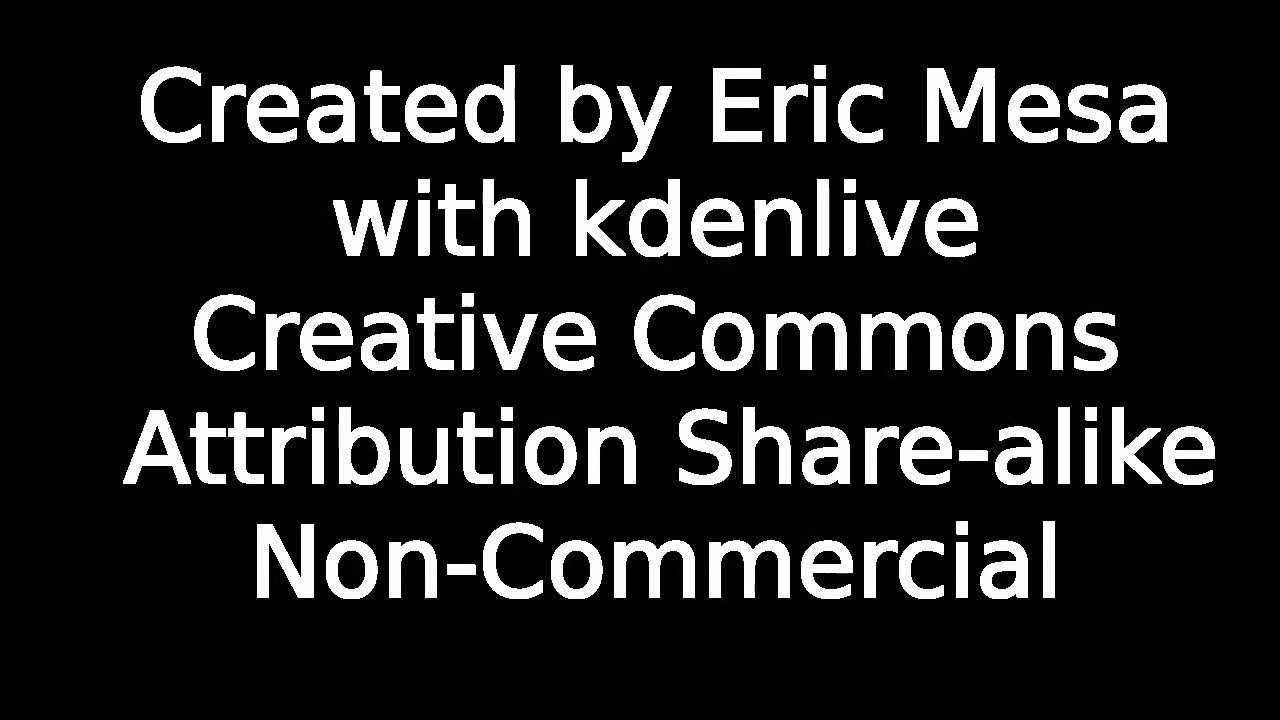 Created by Eric Mesa
with kdenlive
Creative Commons
Attribution Share-alike
Non-Commercial